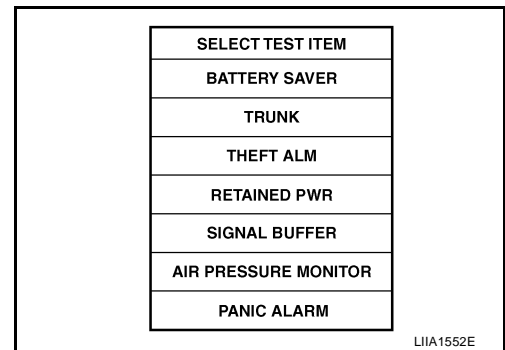 SELECT TEST ITEM
BATTERY SAVER
TRUNK
THEFT ALM
RETAINED PWR
SIGNAL BUFFER
AIR PRESSURE MONITOR
PANIC ALARM
LIIA1552E